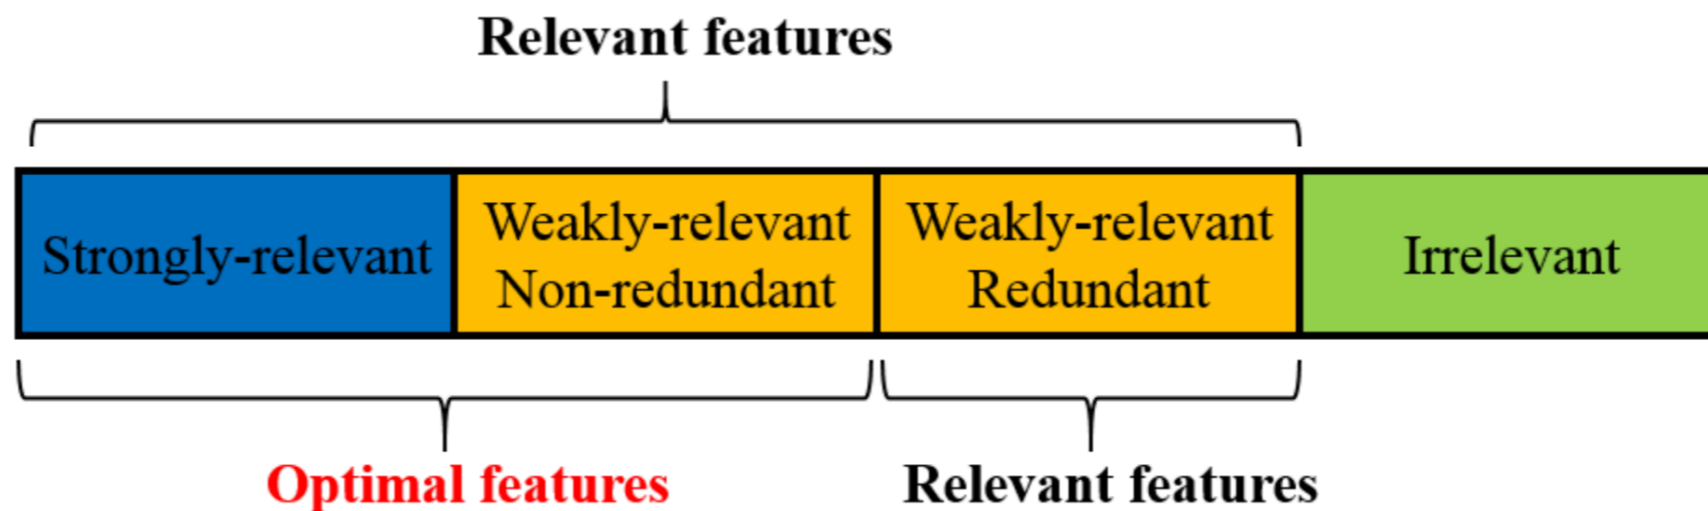 Relevant features
Strongly-relevant
Weakly-relevant
Non-redundant
Weakly-relevant
Redundant
Irrelevant
Optimal features
Relevant features